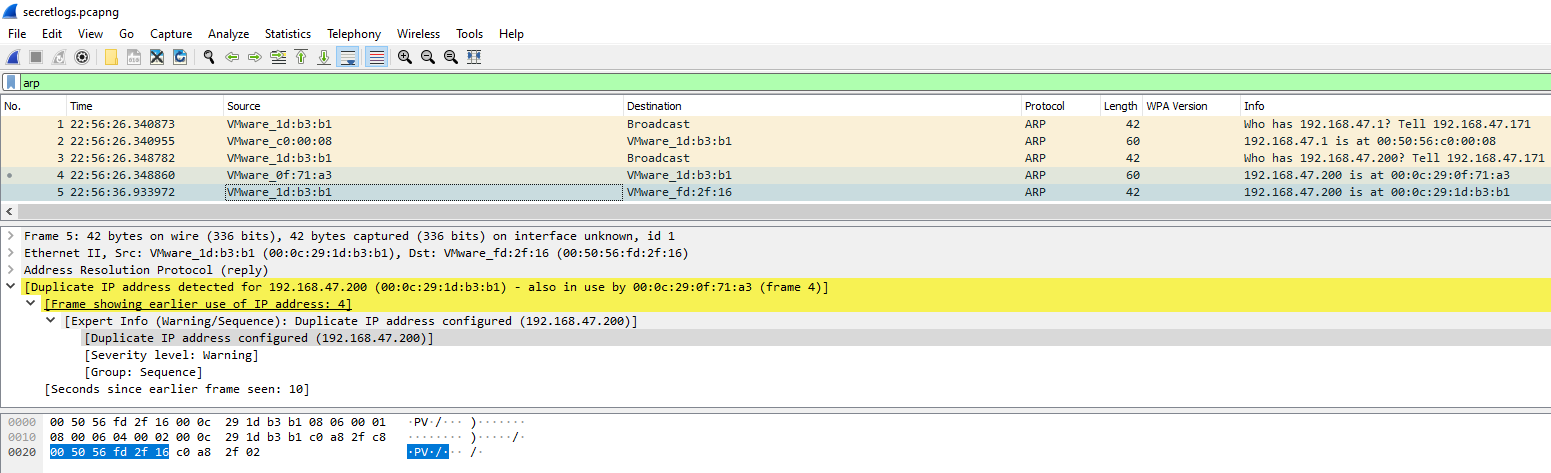 secretlogs.pcapng
File Edit View Go Capture Analyze Statistics Telephony Wireless Tools Help
arp
No. Time Source Destination Protocol Length WPA Version Info
1 22:56:26.340873 VMware_1d:b3:b1 Broadcast ARP 42 Who has 192.168.47.1? Tell 192.168.47.171
2 22:56:26.340955 VMware_c0:00:08 VMware_1d:b3:b1 ARP 60 192.168.47.1 is at 00:50:56:c0:00:08
3 22:56:26.348782 VMware_1d:b3:b1 Broadcast ARP 42 Who has 192.168.47.200? Tell 192.168.47.171
4 22:56:26.348860 VMware_0f:71:a3 VMware_1d:b3:b1 ARP 60 192.168.47.200 is at 00:0c:29:0f:71:a3
5 22:56:36.933972 VMware_1d:b3:b1 VMware_fd:2f:16 ARP 42 192.168.47.200 is at 00:0c:29:1d:b3:b1
Frame 5: 42 bytes on wire (336 bits), 42 bytes captured (336 bits) on interface unknown, id 1
Ethernet II, Src: VMware_1d:b3:b1 (00:0c:29:1d:b3:b1), Dst: VMware_fd:2f:16 (00:50:56:fd:2f:16)
Address Resolution Protocol (reply)
[Duplicate IP address detected for 192.168.47.200 (00:0c:29:1d:b3:b1) - also in use by 00:0c:29:0f:71:a3 (frame 4)]
[Frame showing earlier use of IP address: 4]
[Expert Info (Warning/Sequence): Duplicate IP address configured (192.168.47.200)]
[Duplicate IP address configured (192.168.47.200)]
[Severity level: Warning]
[Group: Sequence]
[Seconds since earlier frame seen: 10]
0000 00 50 56 fd 2f 16 00 0c 29 1d b3 b1 08 06 00 01 ·PV·/··· )·······
0010 08 00 06 04 00 02 00 0c 29 1d b3 b1 c0 a8 2f c8 ········ )·····/·
0020 00 50 56 fd 2f 16 c0 a8 2f 02 ·PV·/··· /·